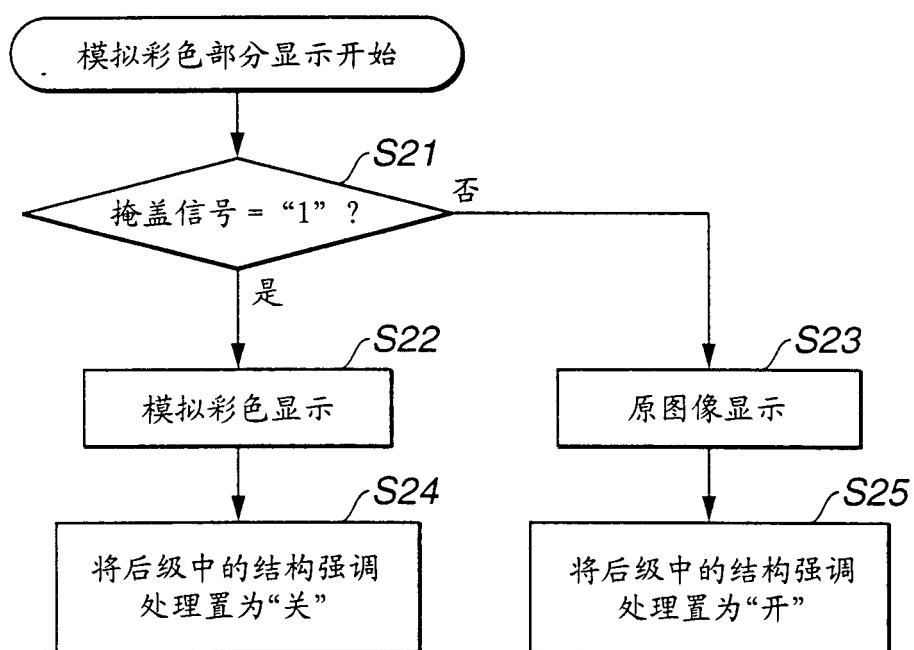 模拟彩色部分显示开始
S21
掩盖信号 = “1” ?
否
是
S22
模拟彩色显示
S23
原图像显示
S24
将后级中的结构强调
处理置为“关”
S25
将后级中的结构强调
处理置为“开”